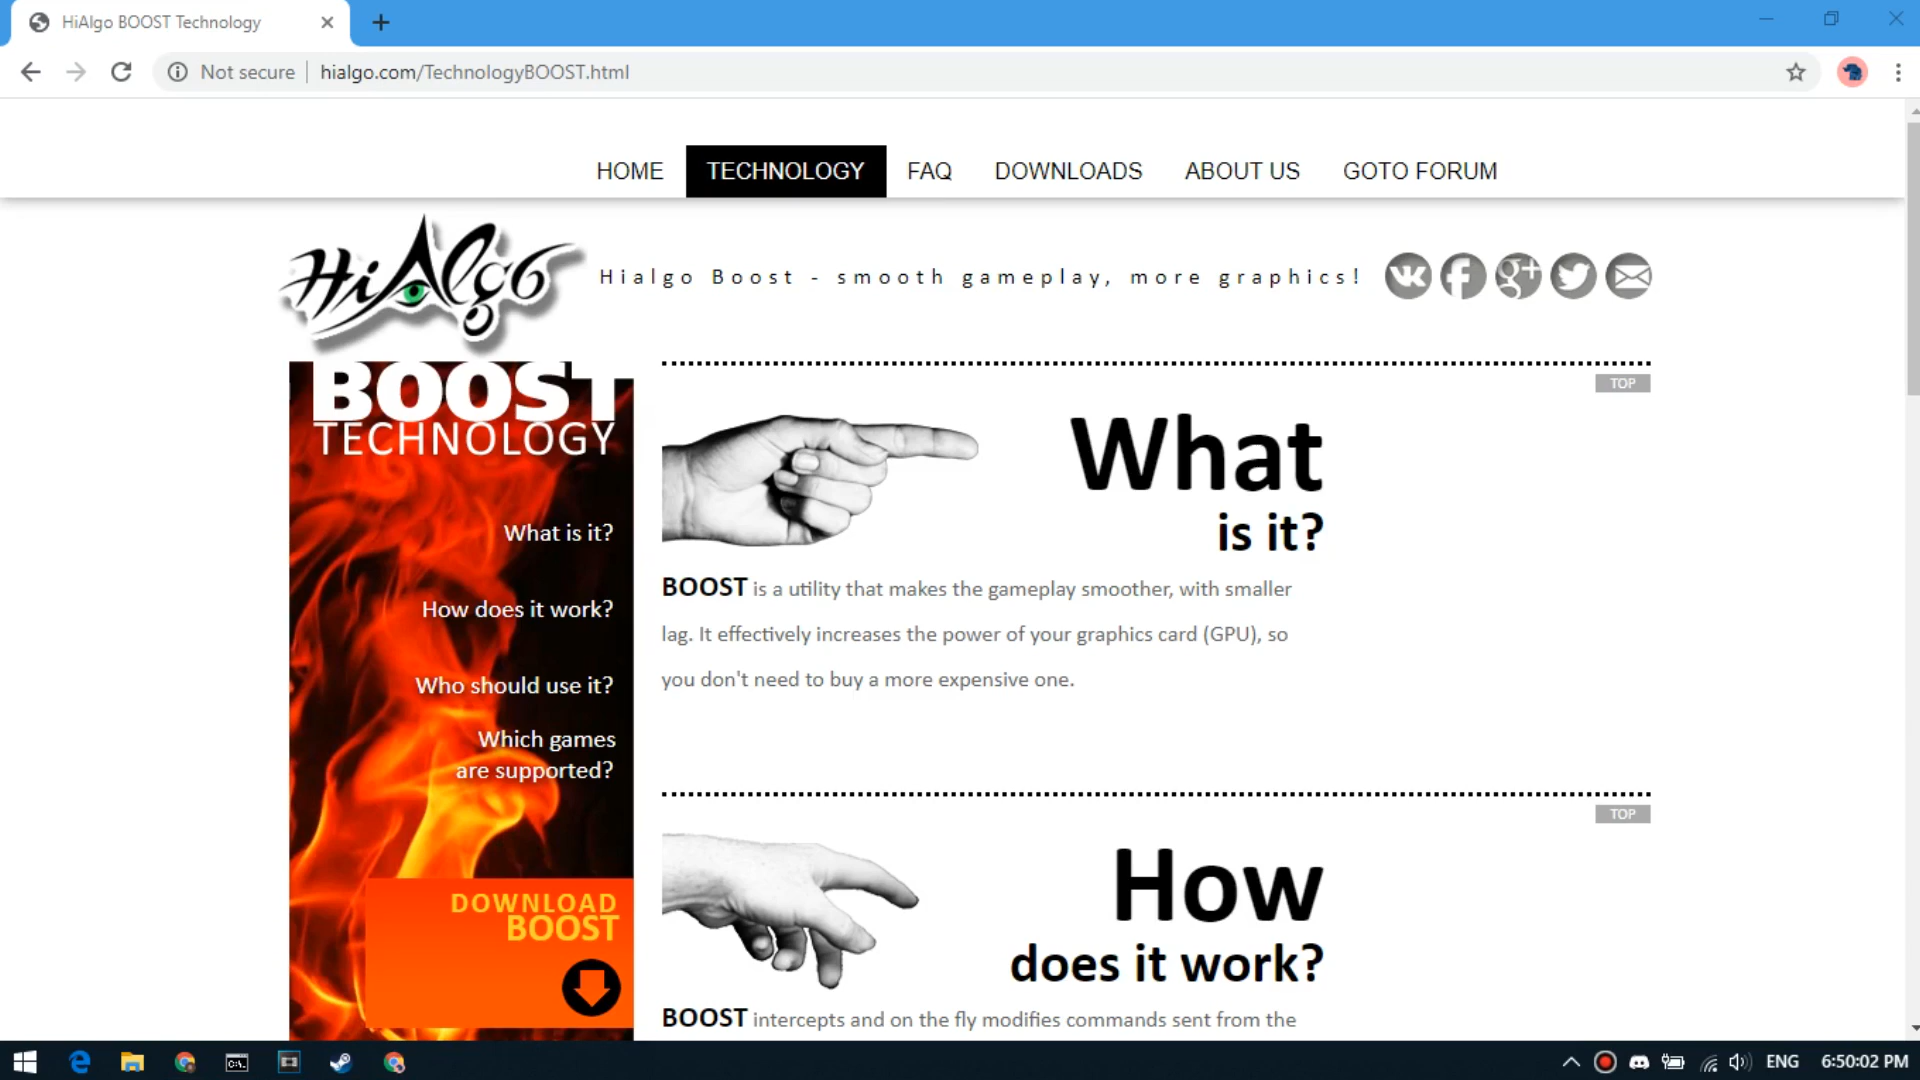 HiAlgo BOOST Technology
Not secure
hialgo.com/TechnologyBOOST.html
HOME
TECHNOLOGY
FAQ
DOWNLOADS
ABOUT US
GOTO FORUM
HiAlgo
Hialgo Boost - smooth gameplay, more graphics!
BOOST
TECHNOLOGY
What is it?
How does it work?
Who should use it?
Which games
are supported?
DOWNLOAD
BOOST
TOP
What
is it?
BOOST is a utility that makes the gameplay smoother, with smaller
lag. It effectively increases the power of your graphics card (GPU), so
you don't need to buy a more expensive one.
TOP
How
does it work?
BOOST intercepts and on the fly modifies commands sent from the
ENG
6:50:02 PM